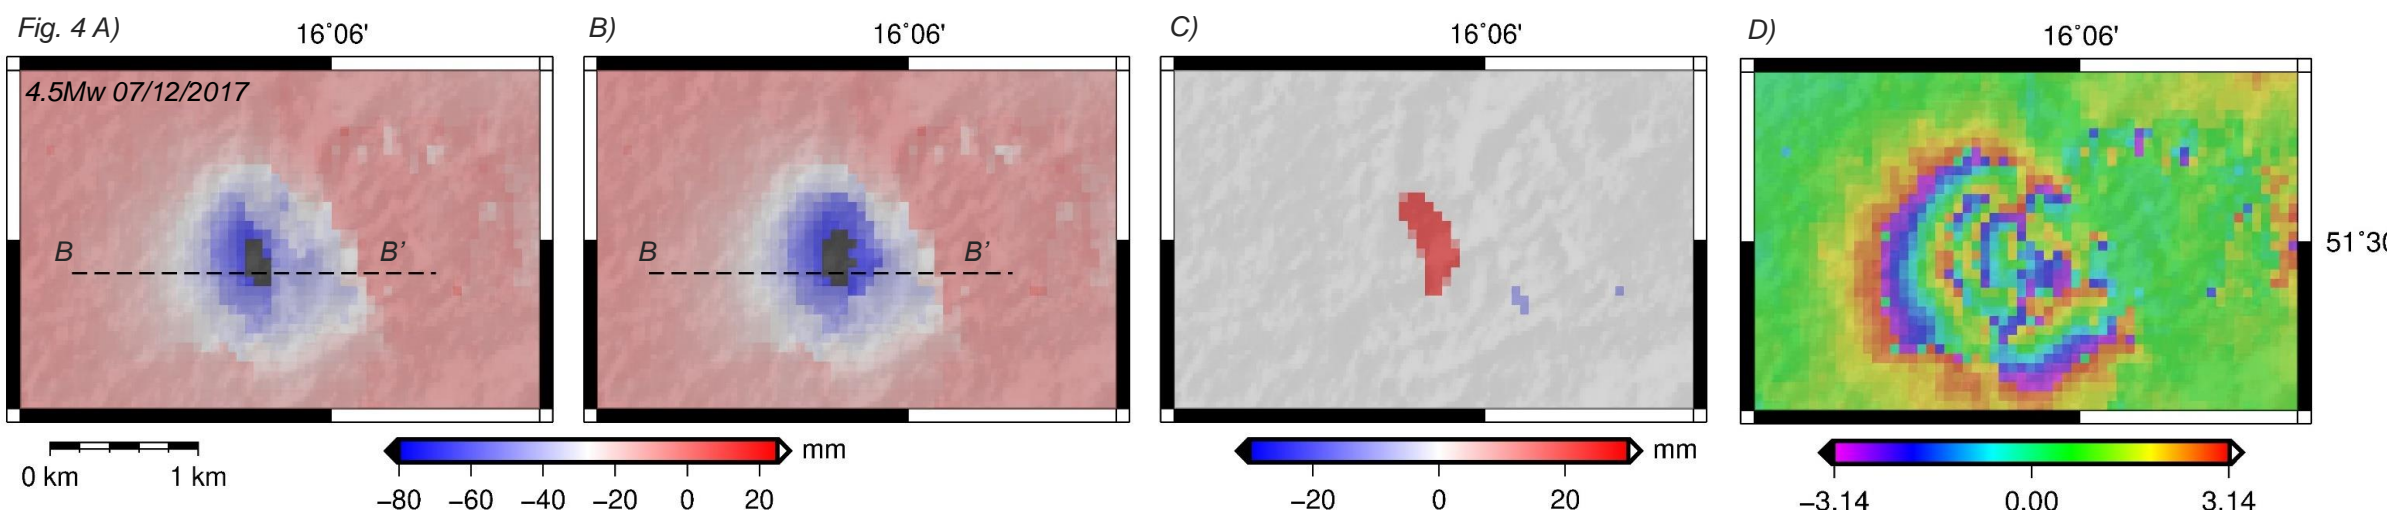 Fig. 4 A)
16°06'
B)
16°06'
C)
16°06'
D)
16°06'
4.5Mw 07/12/2017
B
B’
B
B’
51°30
0 km
1 km
mm
−80
−60
−40
−20
0
20
mm
−20
0
20
−3.14
0.00
3.14